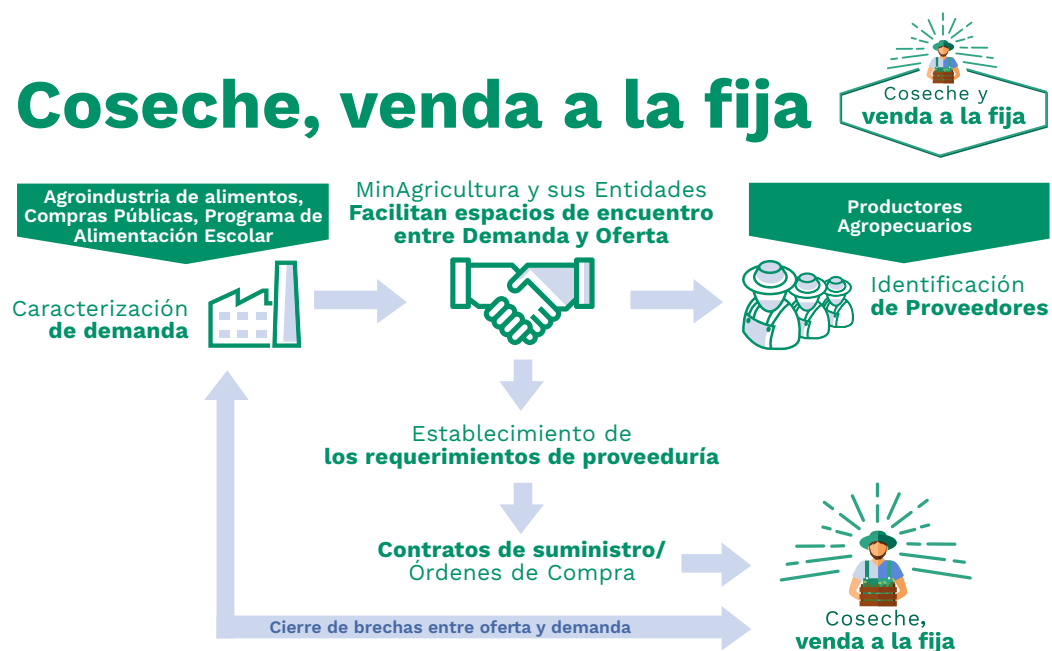 Coseche, venda a la fija
Coseche y
venda a la fija
Agroindustria de alimentos,
Compras Públicas, Programa de
Alimentación Escolar
MinAgricultura y sus Entidades
Facilitan espacios de encuentro
entre Demanda y Oferta
Productores
Agropecuarios
Caracterización
de demanda
Identificación
de Proveedores
Establecimiento de
los requerimientos de proveeduría
Contratos de suministro/
Órdenes de Compra
Cierre de brechas entre oferta y demanda
Coseche,
venda a la fija